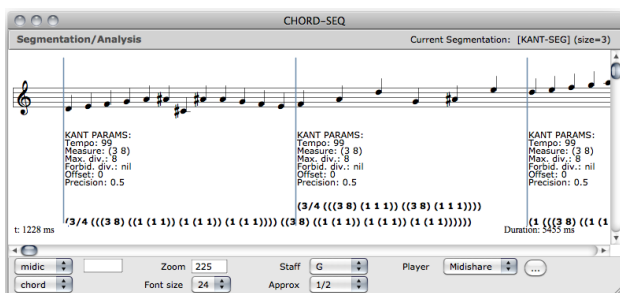 CHORD-SEQ
Segmentation/Analysis
Current Segmentation: [KANT-SEG] (size=3)
KANT PARAMS:
Tempo: 99
Measure: (3 8)
Max. div.: 8
Forbid. div.: nil
Offset: 0
Precision: 0.5
KANT PARAMS:
Tempo: 99
Measure: (3 8)
Max. div.: 8
Forbid. div.: nil
Offset: 0
Precision: 0.5
KANT PARAMS:
Tempo: 99
Measure: (3 8)
Max. div.: 8
Forbid. div.: nil
Offset: 0
Precision: 0.5
(3/4 (((3 8) (1 1 1)) ((3 8) (1 1 1))))
(3/4 (((3 8) ((1 (1 1)) (1 (1 1)) (1 (1 1)))) ((3 8) ((1 (1 1)) (1 (1 1)) (1 (1 1))))))
(1 (((3 8) ((1 (1
t: 1228 ms
Duration: 5455 ms
midic
Zoom 225
Staff G
Player Midishare
...
chord
Font size 24
Approx 1/2